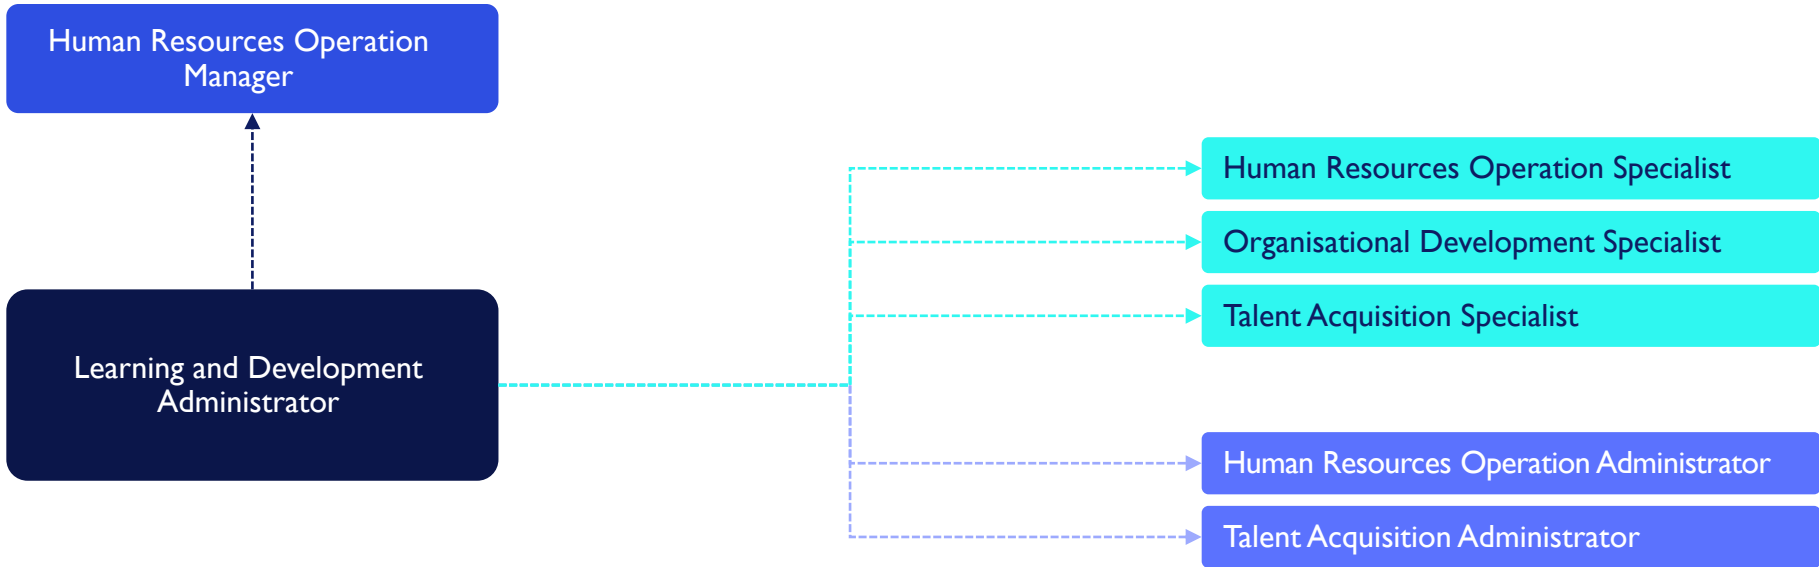 Human Resources Operation
Manager
Human Resources Operation Specialist
Organisational Development Specialist
Talent Acquisition Specialist
Learning and Development
Administrator
Human Resources Operation Administrator
Talent Acquisition Administrator